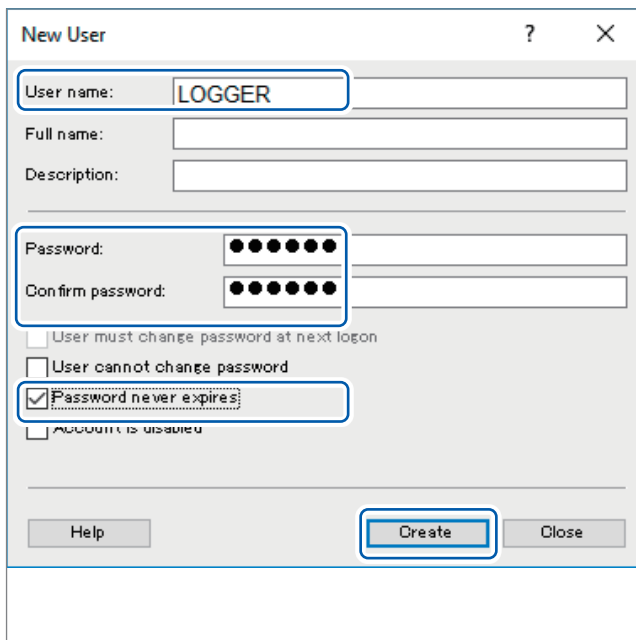 New User ? ×
User name: LOGGER
Full name:
Description:
Password: ●●●●●●
Confirm password: ●●●●●●
User must change password at next logon
User cannot change password
Password never expires
Account is disabled
Help Create Close